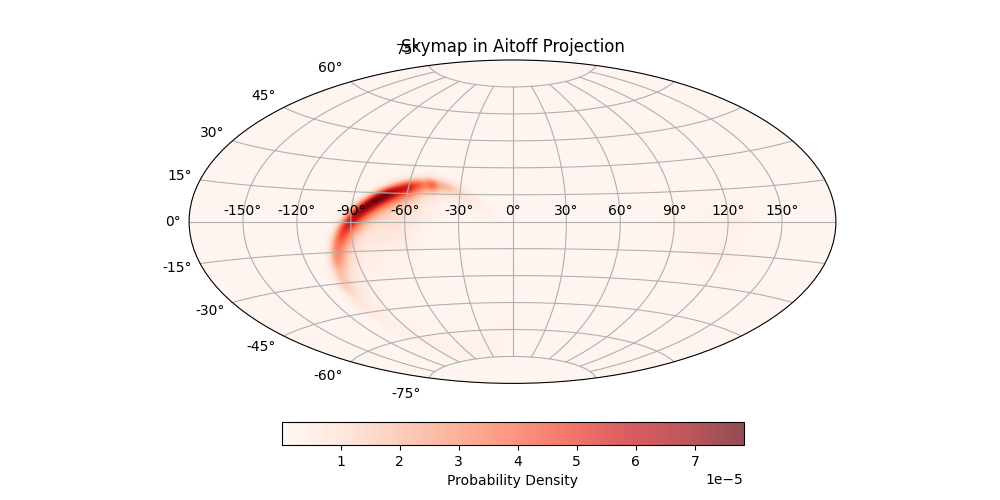 Skymap in Aitoff Projection
75°
60°
45°
30°
15°
-150° -120° -90° -60° -30° 0° 30° 60° 90° 120° 150°
0°
-15°
-30°
-45°
-60°
-75°
1 2 3 4 5 6 7
1e−5
Probability Density